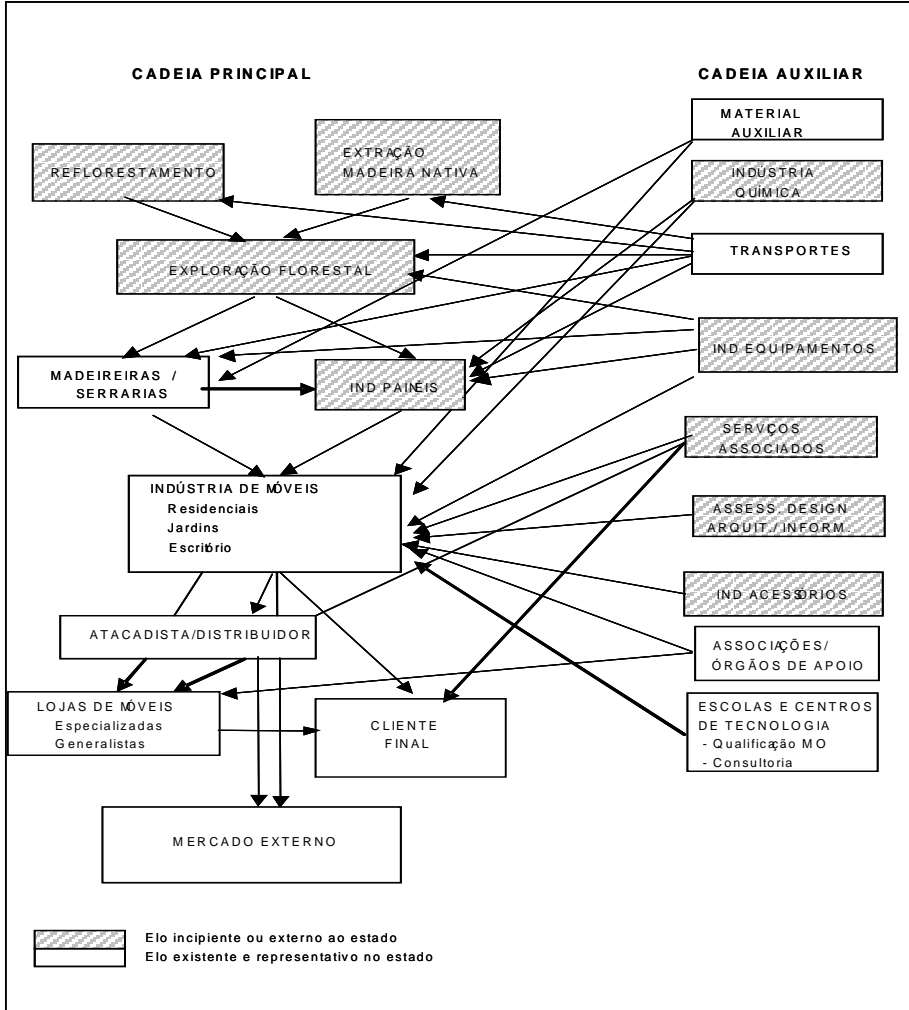 CADEIA PRINCIPAL
CADEIA AUXILIAR
MATERIAL
AUXILIAR
EXTRAÇÃO
MADEIRA NATIVA
REFLORESTAMENTO
INDÚSTRIA
QUÍMICA
TRANSPORTES
EXPLORAÇÃO FLORESTAL
IND EQUIPAMENTOS
MADEIREIRAS /
SERRARIAS
IND PAINÉIS
SERVIÇOS
ASSOCIADOS
INDÚSTRIA DE MÓVEIS
Residenciais
Jardins
Escritório
ASSESS. DESIGN
ARQUIT./ INFORM.
IND ACESSÓRIOS
ATACADISTA/DISTRIBUIDOR
ASSOCIAÇÕES/
ÓRGÃOS DE APOIO
LOJAS DE MÓVEIS
Especializadas
Generalistas
CLIENTE
FINAL
ESCOLAS E CENTROS
DE TECNOLOGIA
- Qualificação MO
- Consultoria
MERCADO EXTERNO
Elo incipiente ou externo ao estado
Elo existente e representativo no estado